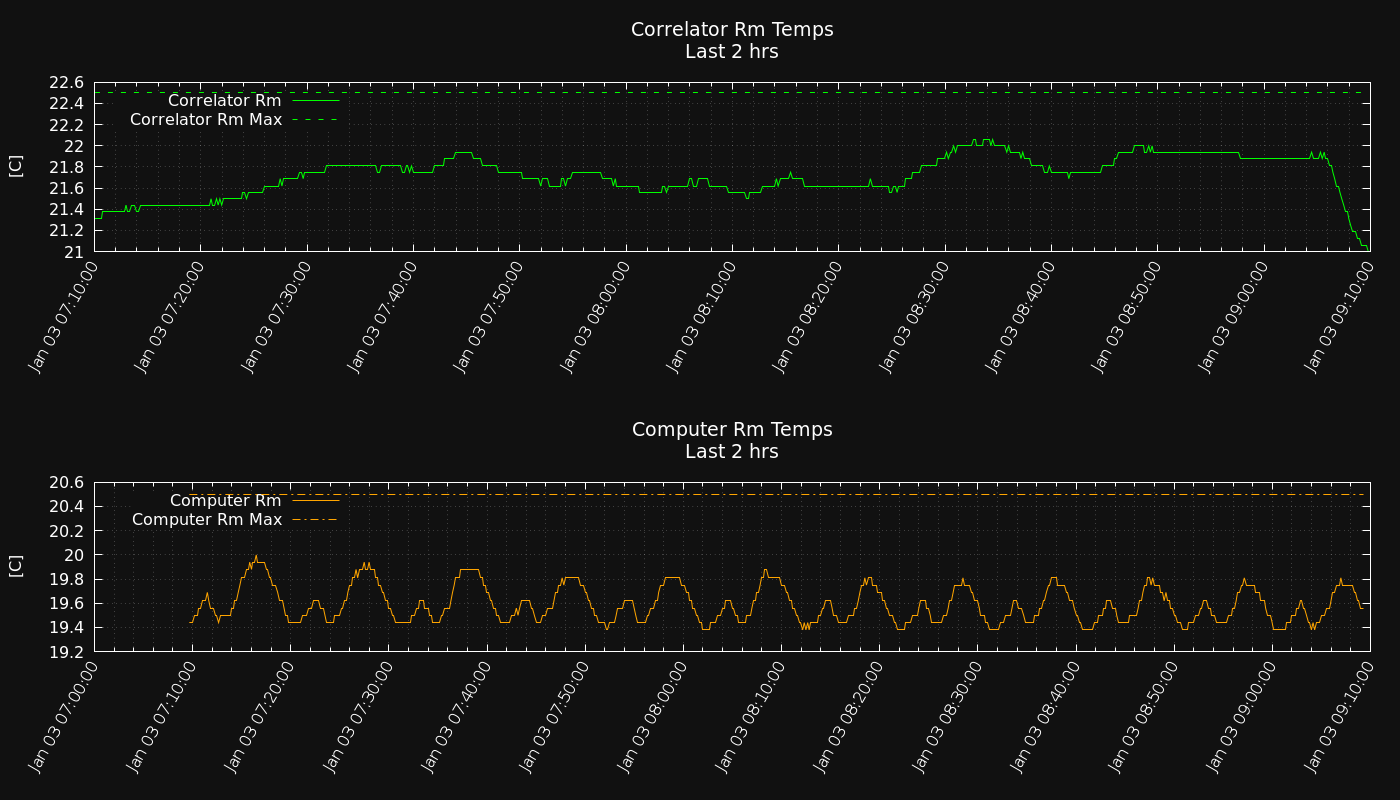 Correlator Rm Temps
Last 2 hrs
22.6
22.4
22.2
22
21.8
21.6
21.4
21.2
21
[C]
Correlator Rm
Correlator Rm Max
Jan 03 07:10:00
Jan 03 07:20:00
Jan 03 07:30:00
Jan 03 07:40:00
Jan 03 07:50:00
Jan 03 08:00:00
Jan 03 08:10:00
Jan 03 08:20:00
Jan 03 08:30:00
Jan 03 08:40:00
Jan 03 08:50:00
Jan 03 09:00:00
Jan 03 09:10:00
Computer Rm Temps
Last 2 hrs
20.6
20.4
20.2
20
19.8
19.6
19.4
19.2
[C]
Computer Rm
Computer Rm Max
Jan 03 07:00:00
Jan 03 07:10:00
Jan 03 07:20:00
Jan 03 07:30:00
Jan 03 07:40:00
Jan 03 07:50:00
Jan 03 08:00:00
Jan 03 08:10:00
Jan 03 08:20:00
Jan 03 08:30:00
Jan 03 08:40:00
Jan 03 08:50:00
Jan 03 09:00:00
Jan 03 09:10:00